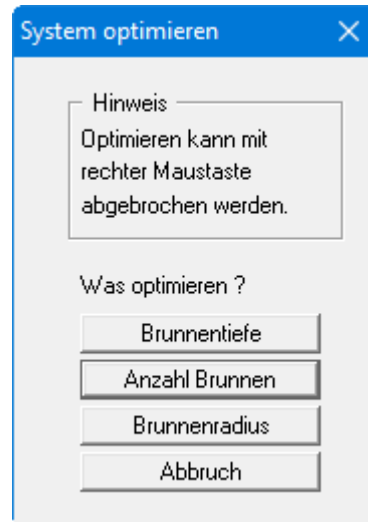 System optimieren
Hinweis
Optimieren kann mit
rechter Maustaste
abgebrochen werden.
Was optimieren ?
Brunnentiefe
Anzahl Brunnen
Brunnenradius
Abbruch